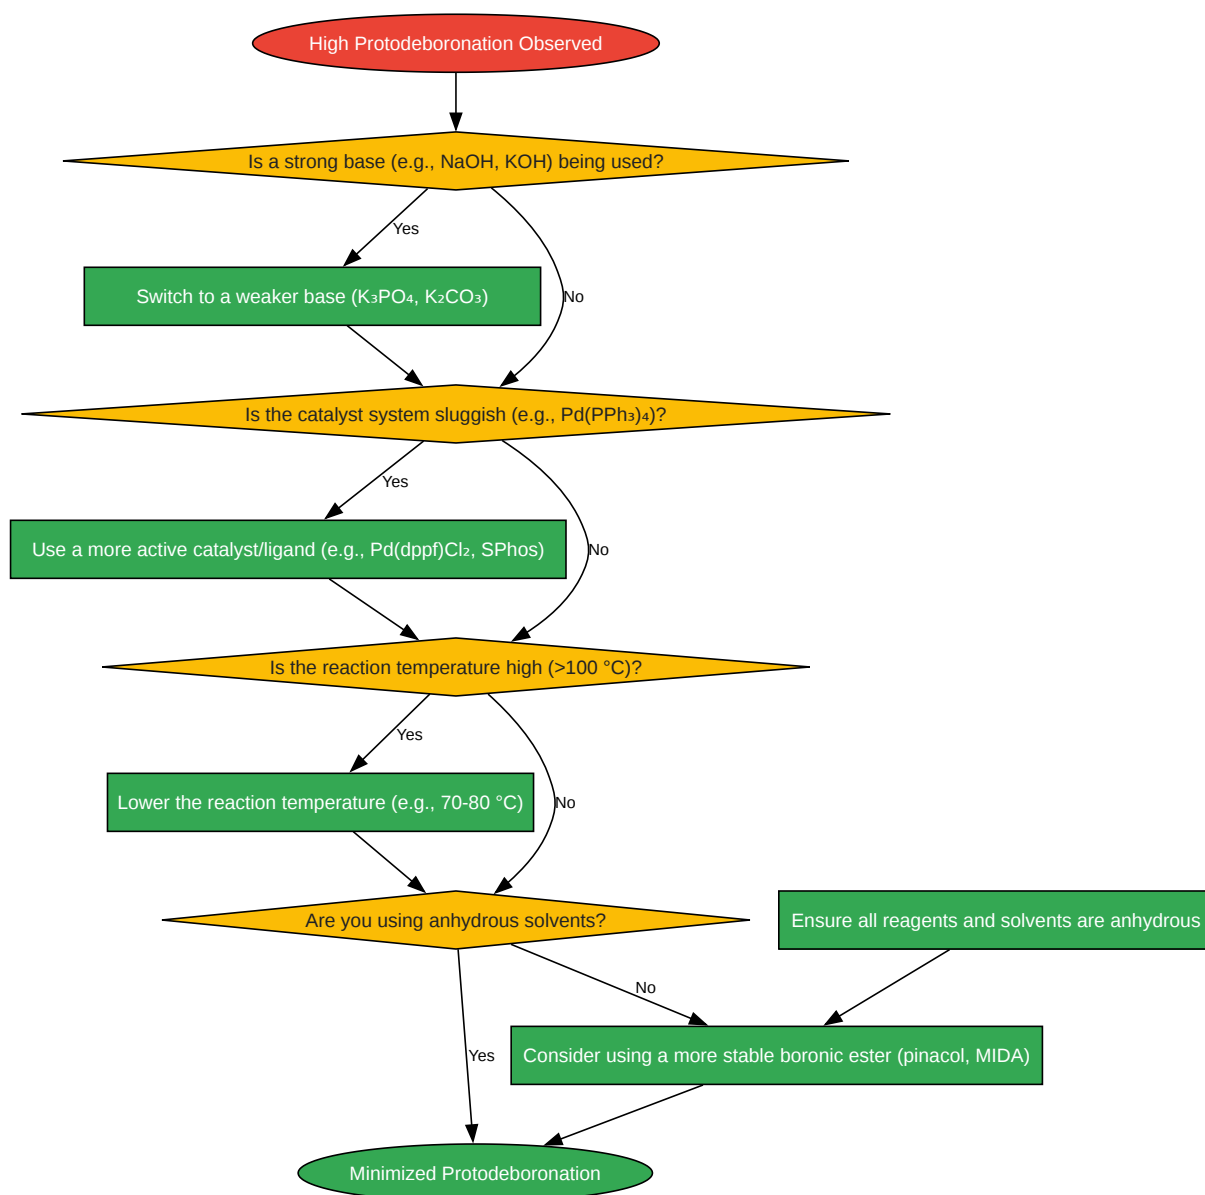 High Protodeboronation Observed
Is a strong base (e.g., NaOH, KOH) being used?
Yes
Switch to a weaker base (K₃PO₄, K₂CO₃)
No
Is the catalyst system sluggish (e.g., Pd(PPh₃)₄)?
Yes
Use a more active catalyst/ligand (e.g., Pd(dppf)Cl₂, SPhos)
No
Is the reaction temperature high (>100 °C)?
Yes
Lower the reaction temperature (e.g., 70-80 °C)
No
Are you using anhydrous solvents?
Ensure all reagents and solvents are anhydrous
No
Yes
Consider using a more stable boronic ester (pinacol, MIDA)
Minimized Protodeboronation